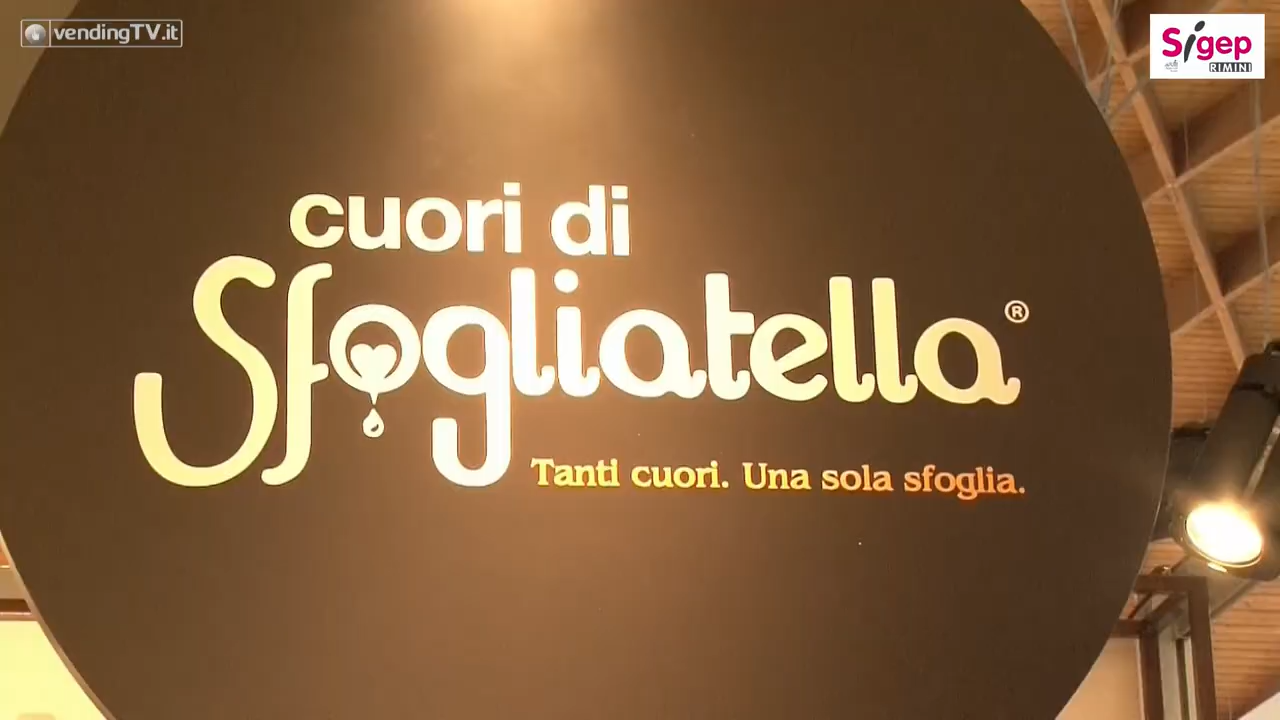 vendingTV.it
Sigep
RIMINI
cuori di
Sfogliatella®
Tanti cuori. Una sola sfoglia.